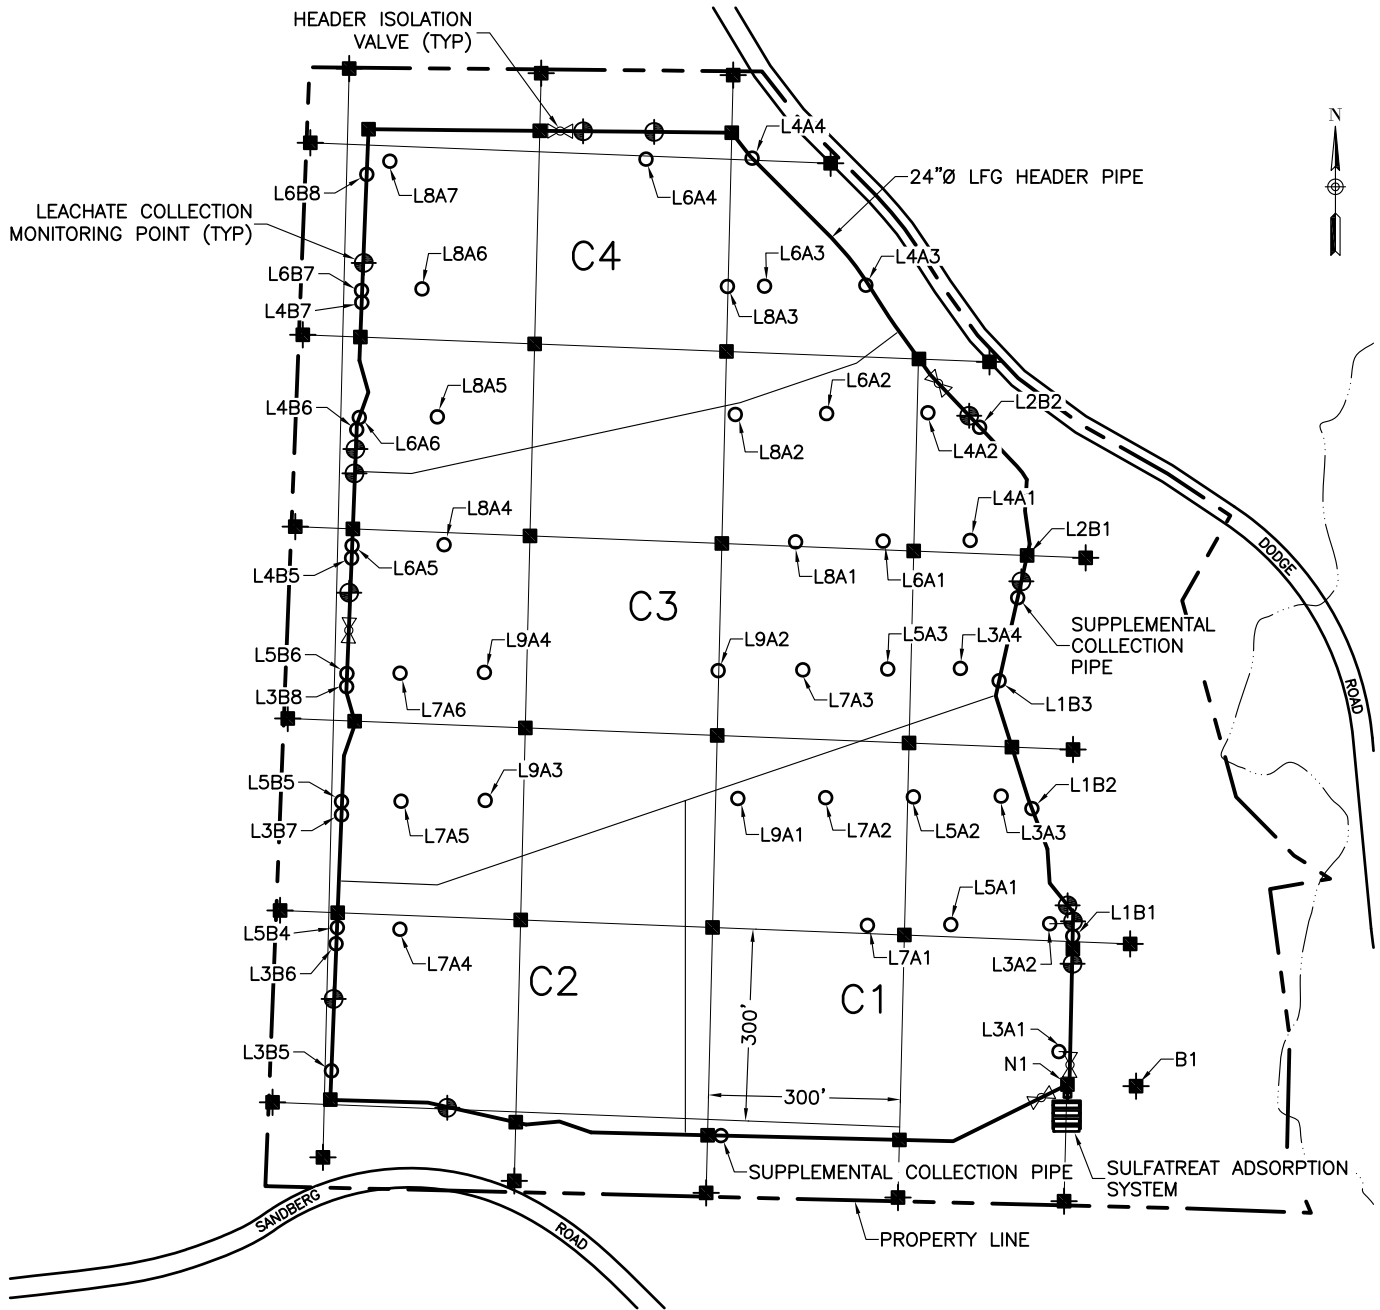 HEADER ISOLATION
VALVE (TYP)
N
L4A4
L6B8
L8A7
L6A4
24"Ø LFG HEADER PIPE
LEACHATE COLLECTION
MONITORING POINT (TYP)
C4
L6B7
L8A6
L6A3
L4A3
L4B7
L8A3
L8A5
L6A2
L2B2
L4B6
L6A6
L8A2
L4A2
L8A4
L4A1
L2B1
DODGE
ROAD
L4B5
L6A5
L8A1
L6A1
C3
SUPPLEMENTAL
COLLECTION
PIPE
L5B6
L9A4
L9A2
L5A3
L3A4
L3B8
L7A6
L7A3
L1B3
L5B5
L9A3
L1B2
L3B7
L7A5
L9A1
L7A2
L5A2
L3A3
L5A1
L1B1
L5B4
L3B6
L7A4
L7A1
L3A2
C2
C1
300'
L3B5
L3A1
N1
B1
300'
SUPPLEMENTAL COLLECTION PIPE
SULFATREAT ADSORPTION
SYSTEM
SANDBERG
ROAD
PROPERTY LINE